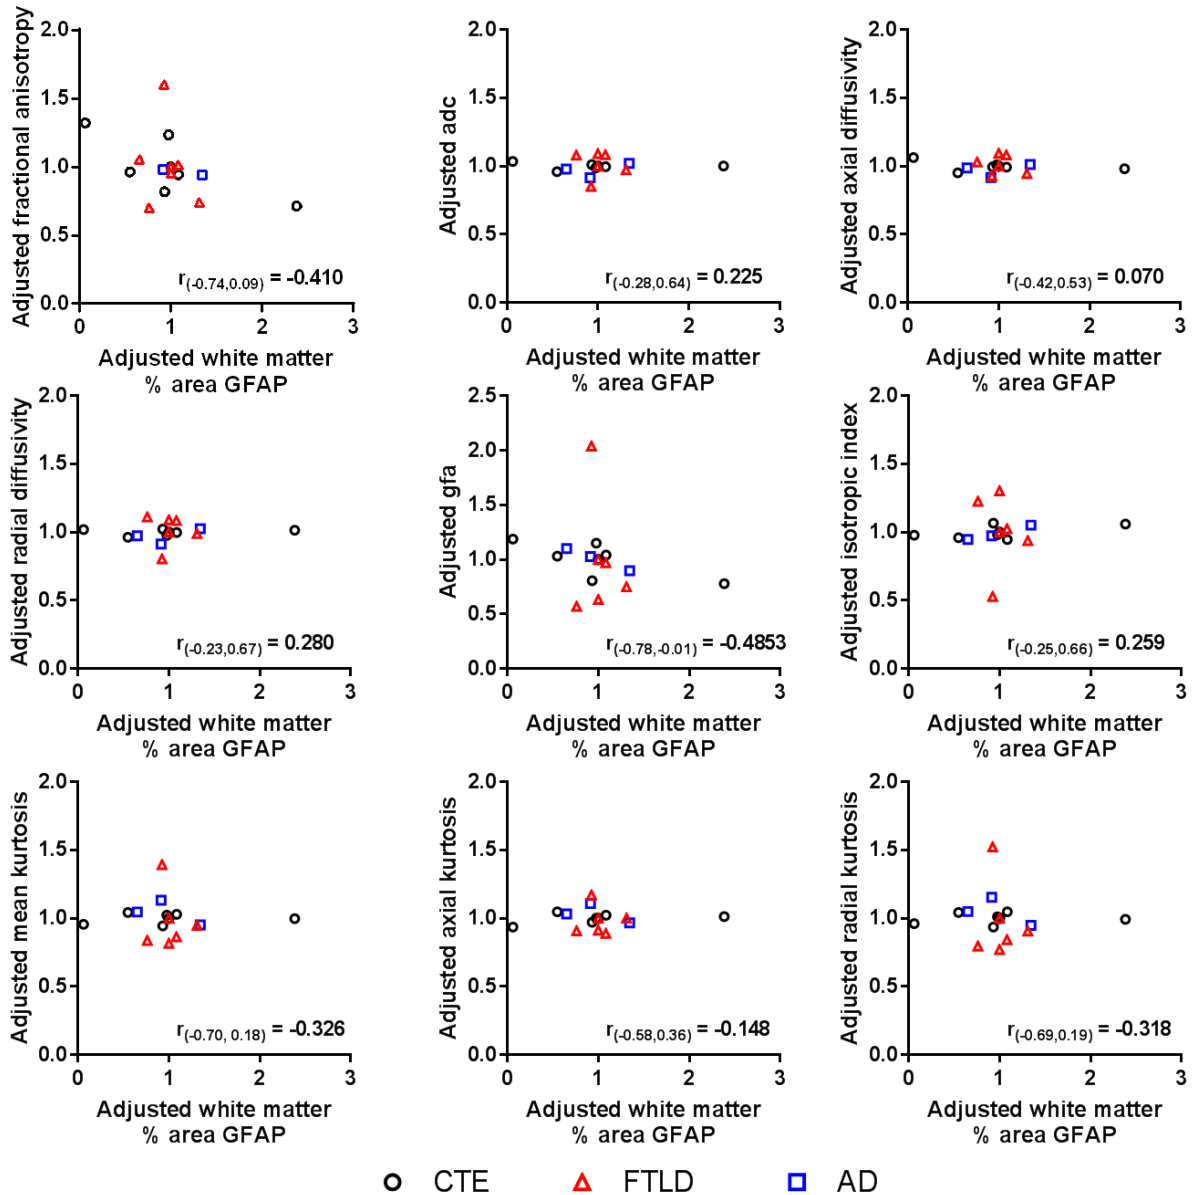 Adjusted fractional anisotropy
2.0
1.5
1.0
0.5
0.0
0 1 2 3
r(-0.74,0.09) = -0.410
Adjusted white matter
% area GFAP
Adjusted adc
2.0
1.5
1.0
0.5
0.0
0 1 2 3
r(-0.28,0.64) = 0.225
Adjusted white matter
% area GFAP
Adjusted axial diffusivity
2.0
1.5
1.0
0.5
0.0
0 1 2 3
r(-0.42,0.53) = 0.070
Adjusted white matter
% area GFAP
Adjusted radial diffusivity
2.0
1.5
1.0
0.5
0.0
0 1 2 3
r(-0.23,0.67) = 0.280
Adjusted white matter
% area GFAP
Adjusted gfa
2.5
2.0
1.5
1.0
0.5
0.0
0 1 2 3
r(-0.78,-0.01) = -0.4853
Adjusted white matter
% area GFAP
Adjusted isotropic index
2.0
1.5
1.0
0.5
0.0
0 1 2 3
r(-0.25,0.66) = 0.259
Adjusted white matter
% area GFAP
Adjusted mean kurtosis
2.0
1.5
1.0
0.5
0.0
0 1 2 3
r(-0.70, 0.18) = -0.326
Adjusted white matter
% area GFAP
Adjusted axial kurtosis
2.0
1.5
1.0
0.5
0.0
0 1 2 3
r(-0.58,0.36) = -0.148
Adjusted white matter
% area GFAP
Adjusted radial kurtosis
2.0
1.5
1.0
0.5
0.0
0 1 2 3
r(-0.69,0.19) = -0.318
Adjusted white matter
% area GFAP
CTE FTLD AD